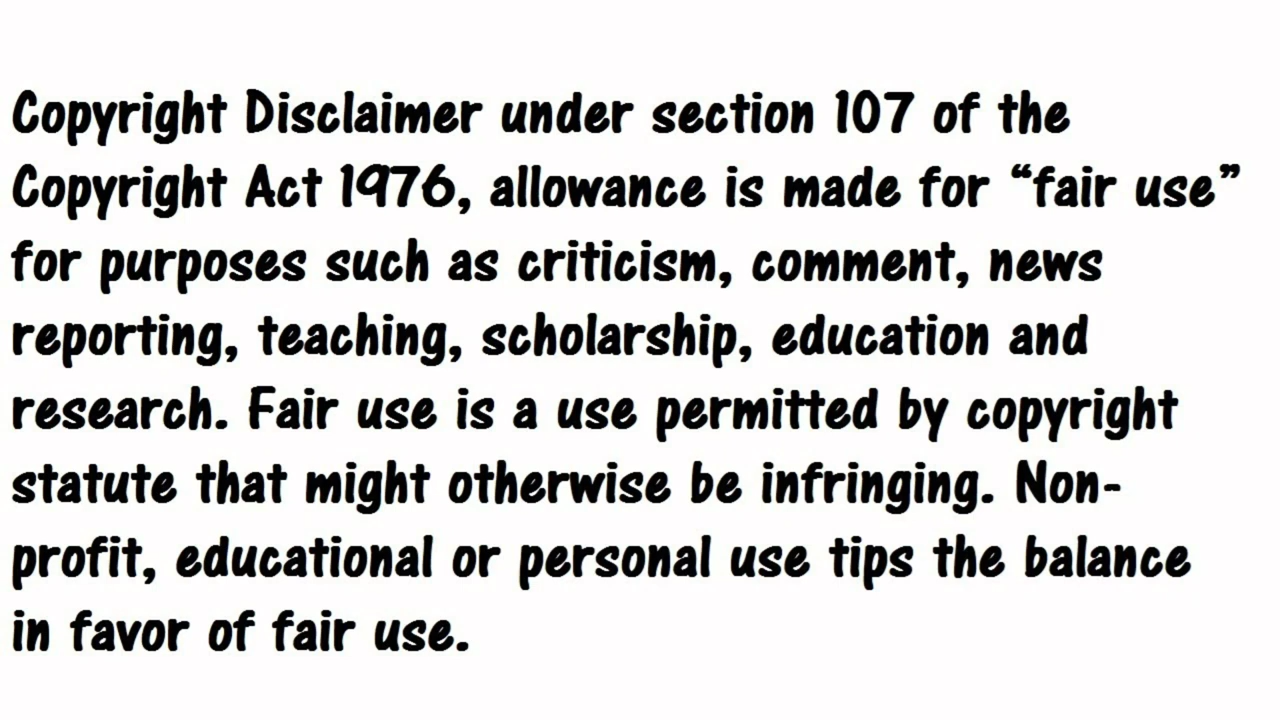 Copyright Disclaimer under section 107 of the
Copyright Act 1976, allowance is made for “fair use”
for purposes such as criticism, comment, news
reporting, teaching, scholarship, education and
research. Fair use is a use permitted by copyright
statute that might otherwise be infringing. Non-
profit, educational or personal use tips the balance
in favor of fair use.